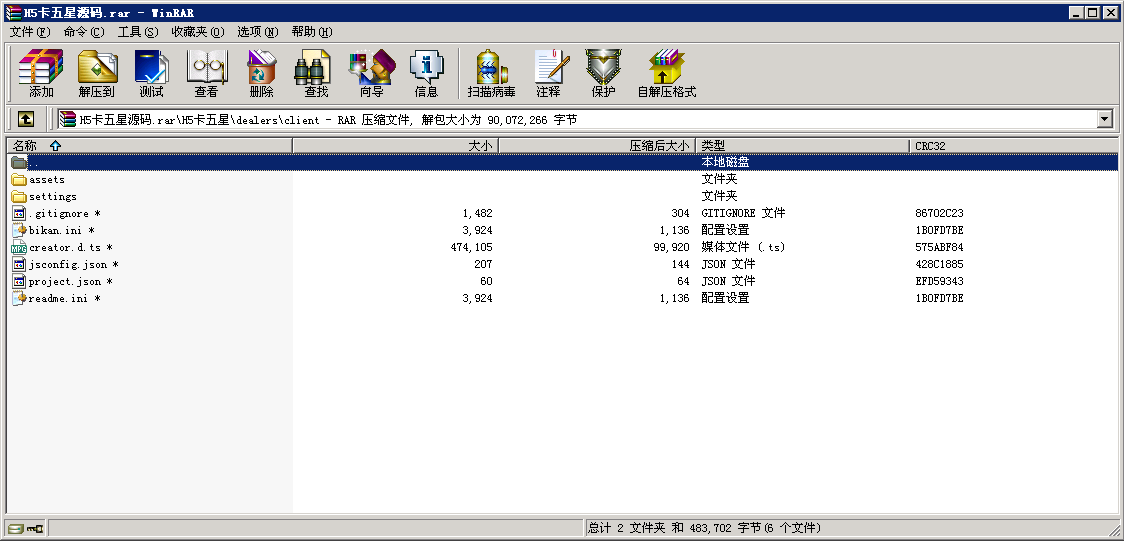 H5卡五星源码.rar - WinRAR
文件(F) 命令(C) 工具(S) 收藏夹(O) 选项(N) 帮助(H)
添加 解压到 测试 查看 删除 查找 向导 信息 扫描病毒 注释 保护 自解压格式
H5卡五星源码.rar\H5卡五星\dealers\client - RAR 压缩文件, 解包大小为 90,072,266 字节
名称 大小 压缩后大小 类型 CRC32
.. 本地磁盘
assets 文件夹
settings 文件夹
.gitignore * 1,482 304 GITIGNORE 文件 86702C23
bikan.ini * 3,924 1,136 配置设置 1B0FD7BE
creator.d.ts * 474,105 99,920 媒体文件 (.ts) 575ABF84
jsconfig.json * 207 144 JSON 文件 428C1885
project.json * 60 64 JSON 文件 EFD59343
readme.ini * 3,924 1,136 配置设置 1B0FD7BE
总计 2 文件夹 和 483,702 字节(6 个文件)